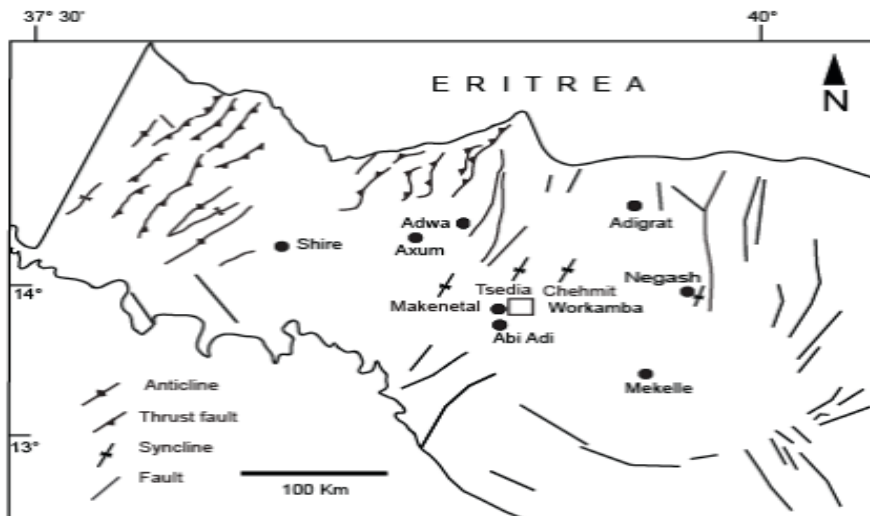 37° 30'
40°
ERITREA
N
Adwa
Adigrat
Shire
Axum
Negash
14°
Tsedia
Chehmit
Makenetal
Workamba
Abi Adi
Mekelle
Anticline
Thrust fault
13°
Syncline
Fault
100 Km